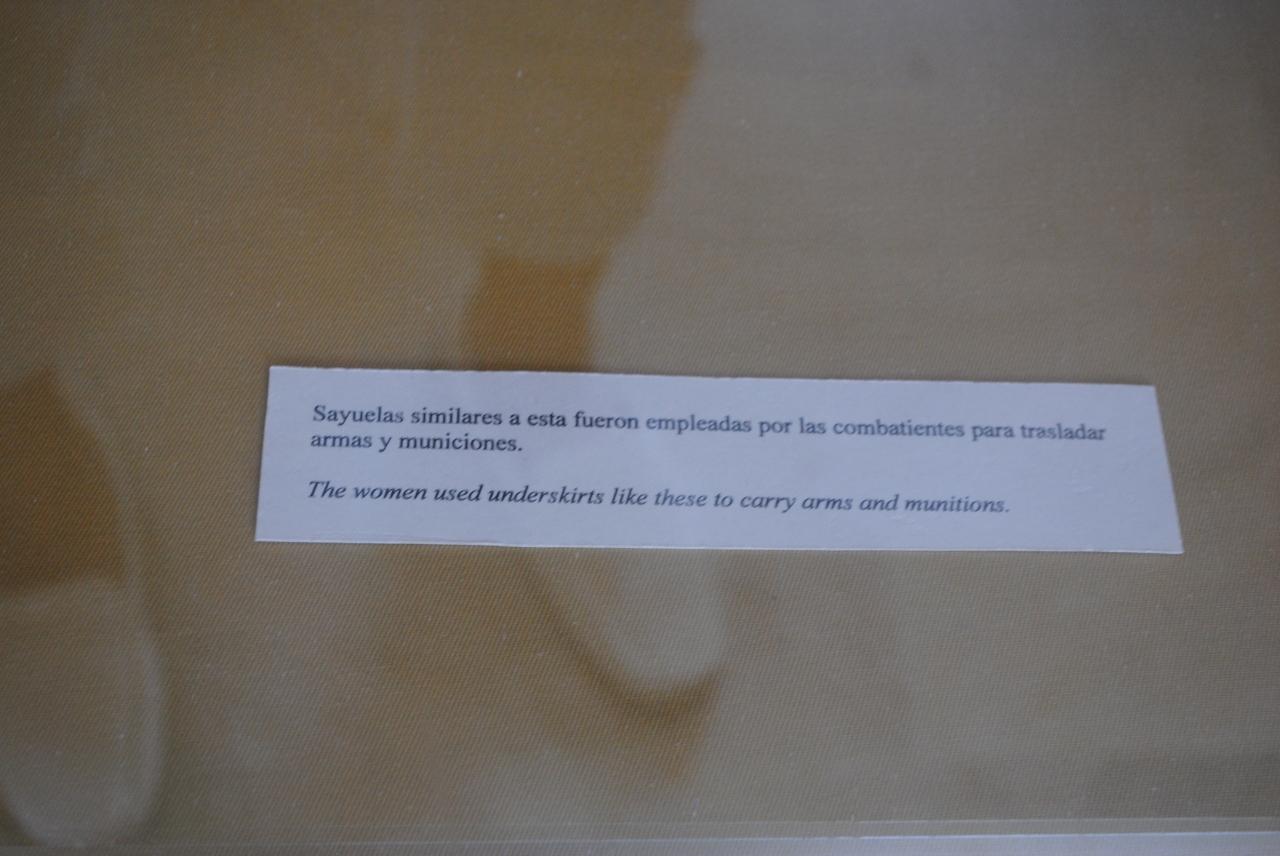 Sayuelas similares a esta fueron empleadas por las combatientes para trasladar
armas y municiones.
The women used underskirts like these to carry arms and munitions.